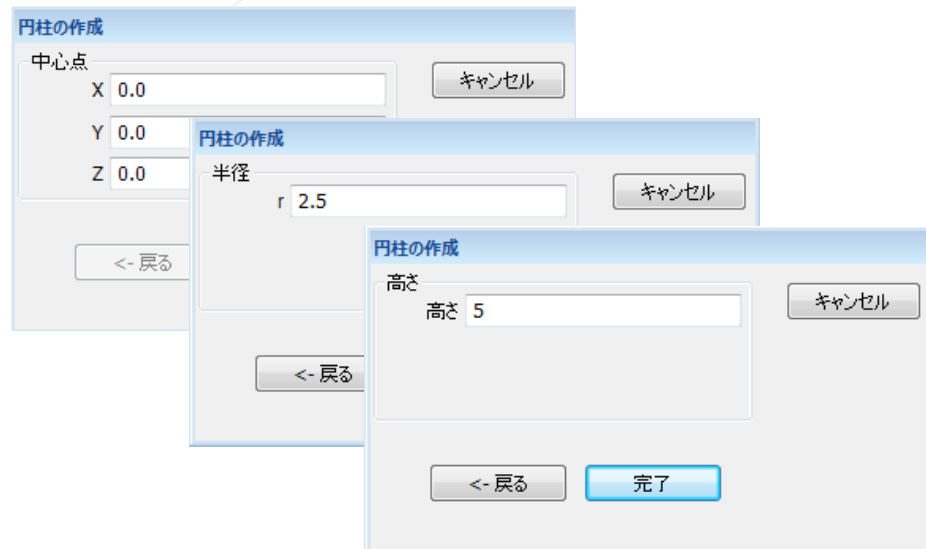 円柱の作成
中心点
X 0.0
キャンセル
Y 0.0
Z 0.0
<- 戻る
円柱の作成
半径
r 2.5
キャンセル
<- 戻る
円柱の作成
高さ
高さ 5
キャンセル
<- 戻る
完了